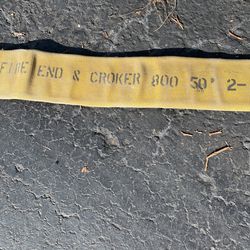 FIRE END & CROKER 800 50' 2-